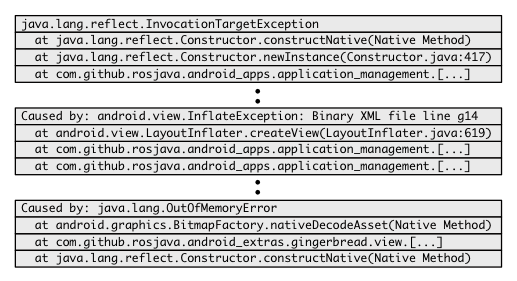 java.lang.reflect.InvocationTargetException
at java.lang.reflect.Constructor.constructNative(Native Method)
at java.lang.reflect.Constructor.newInstance(Constructor.java:417)
at com.github.rosjava.android_apps.application_management.[...]
Caused by: android.view.InflateException: Binary XML file line g14
at android.view.LayoutInflater.createView(LayoutInflater.java:619)
at com.github.rosjava.android_apps.application_management.[...]
at com.github.rosjava.android_apps.application_management.[...]
Caused by: java.lang.OutOfMemoryError
at android.graphics.BitmapFactory.nativeDecodeAsset(Native Method)
at com.github.rosjava.android_extras.gingerbread.view.[...]
at java.lang.reflect.Constructor.constructNative(Native Method)